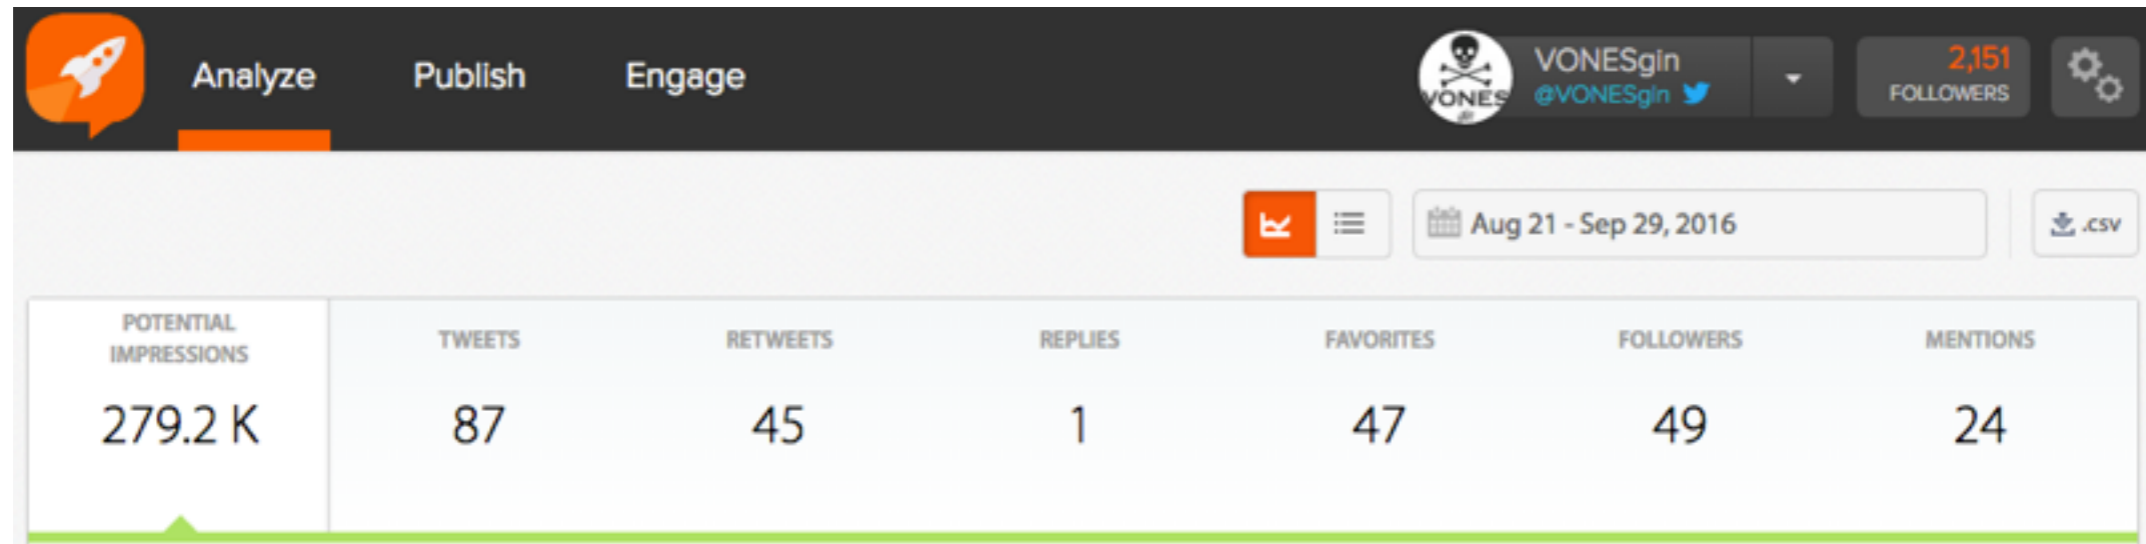 Analyze
Publish
Engage
VONES
VONESgin
@VONESgin
2,151
FOLLOWERS
Aug 21 - Sep 29, 2016
.csv
POTENTIAL
IMPRESSIONS
279.2 K
TWEETS
87
RETWEETS
45
REPLIES
1
FAVORITES
47
FOLLOWERS
49
MENTIONS
24